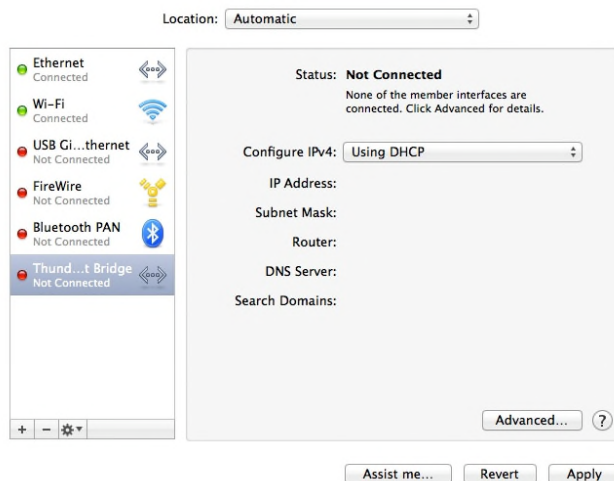 Location: Automatic
Ethernet
Connected
Wi-Fi
Connected
USB Gi...thernet
Not Connected
FireWire
Not Connected
Bluetooth PAN
Not Connected
Thund...t Bridge
Not Connected
+ −
Status: Not Connected
None of the member interfaces are
connected. Click Advanced for details.
Configure IPv4: Using DHCP
IP Address:
Subnet Mask:
Router:
DNS Server:
Search Domains:
Advanced... ?
Assist me... Revert Apply